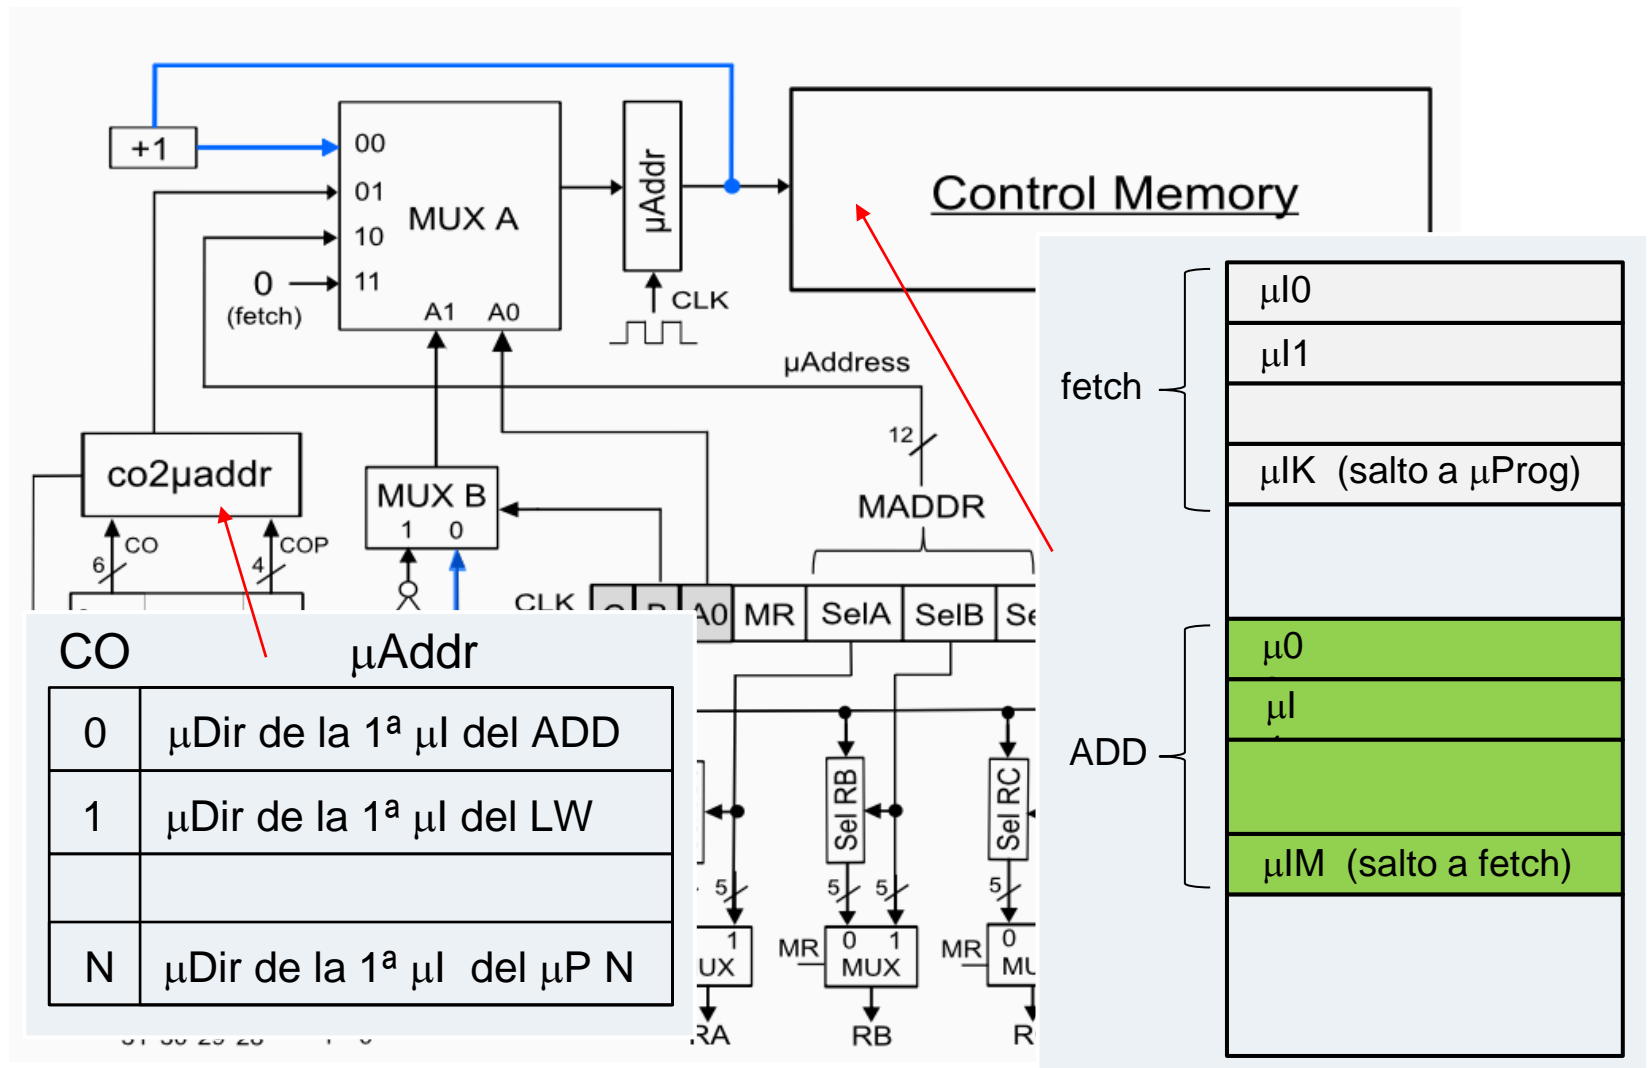 +1
00
01
10
11
MUX A
A1 A0
0
(fetch)
µAddr
CLK
Control Memory
µAddress
12
MADDR
co2µaddr
MUX B
1 0
CO
6
COP
4
CLK
A0 MR SelA SelB
fetch
µI0
µI1
µIK (salto a µProg)
ADD
µ0
µI
µIM (salto a fetch)
CO µAddr
0 µDir de la 1ª µI del ADD
1 µDir de la 1ª µI del LW
N µDir de la 1ª µI del µP N
Sel RB
Sel RC
5 5 5 5
1
UX
MR 0 1
MUX
MR 0
RA RB